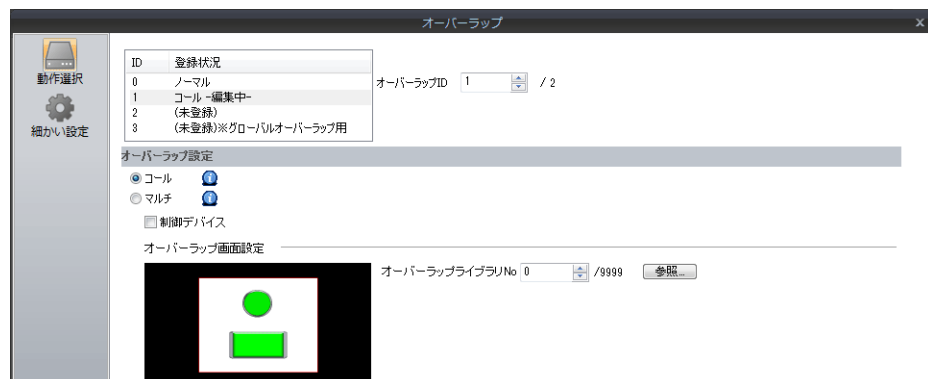 オーバーラップ x
動作選択
細かい設定
ID 登録状況
0 ノーマル
1 コール -編集中-
2 (未登録)
3 (未登録)※グローバルオーバーラップ用
オーバーラップID 1 / 2
オーバーラップ設定
コール
マルチ
制御デバイス
オーバーラップ画面設定
オーバーラップライブラリNo 0 /9999 参照...